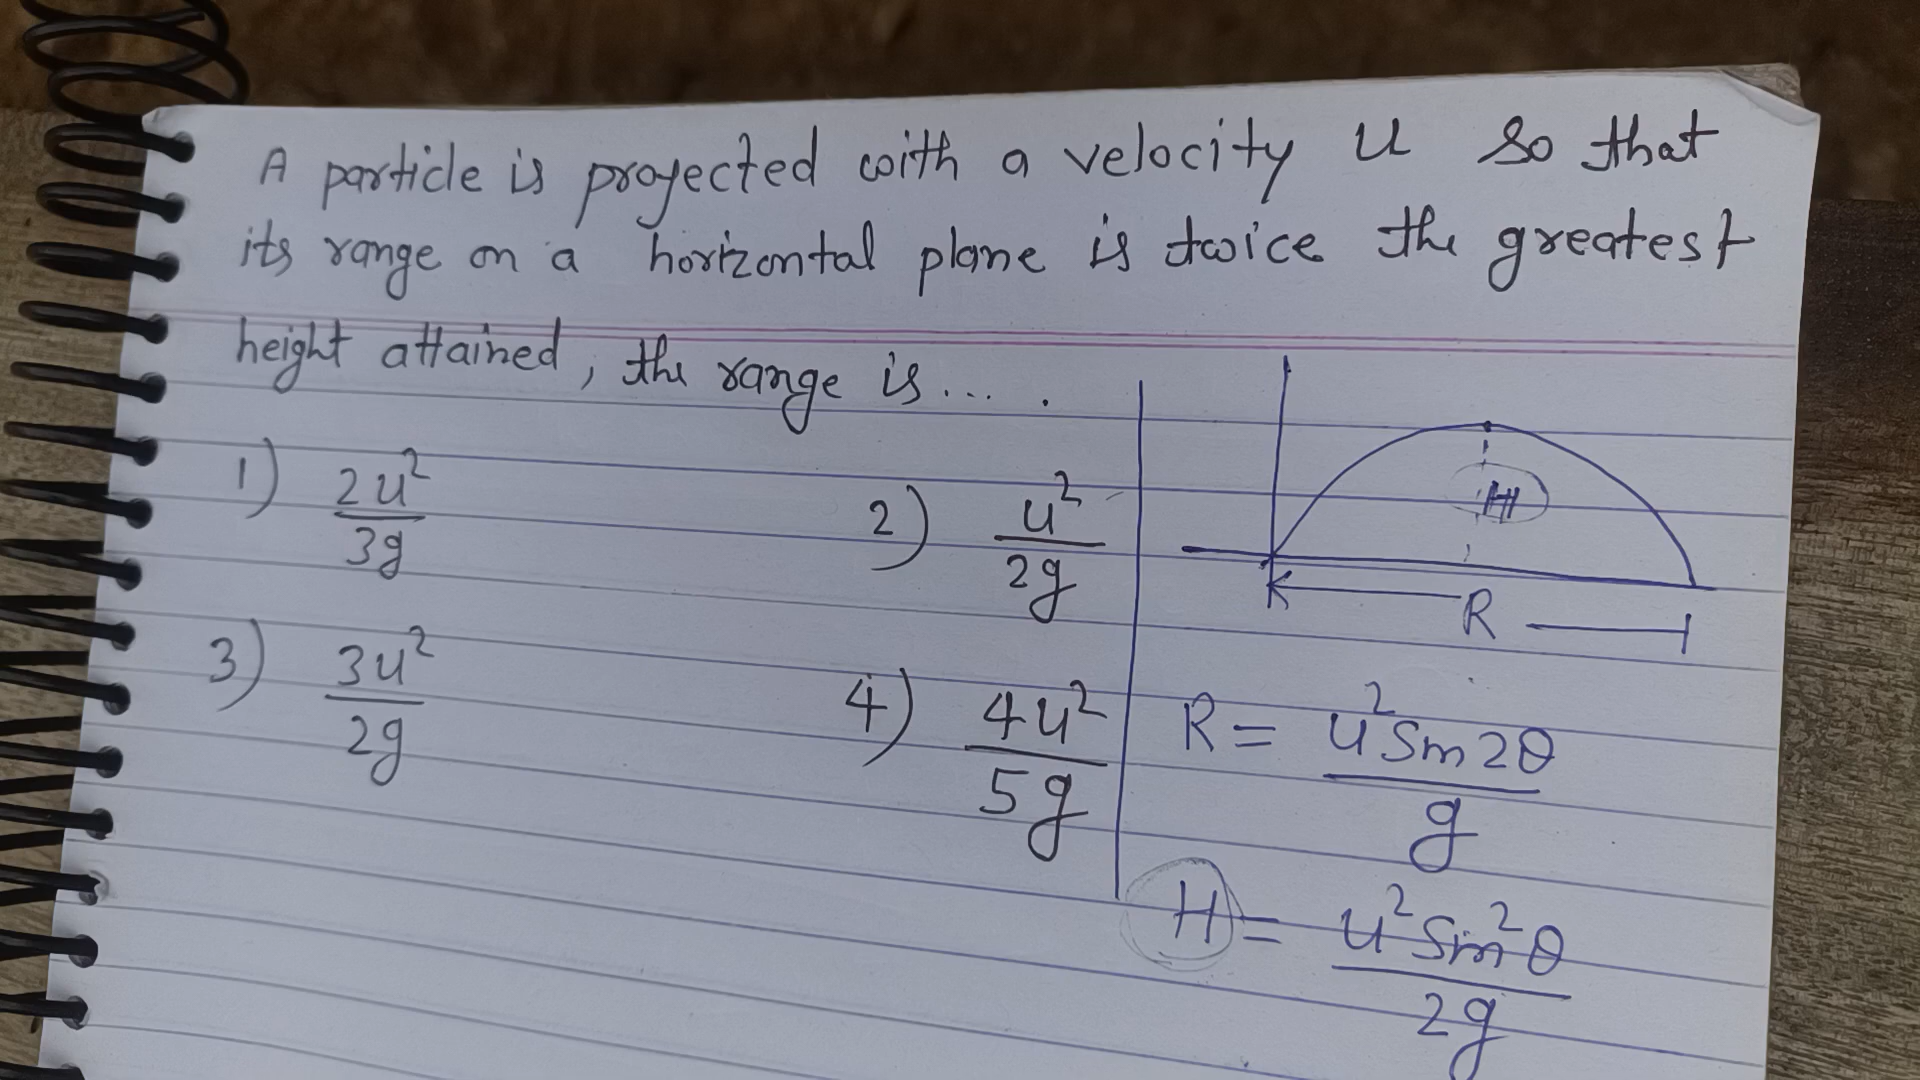 A particle is projected with a velocity u so that
its range on a horizontal plane is twice the greatest
height attained, the range is... .
1) 2u²/3g
2) u²/2g
3) 3u²/2g
4) 4u²/5g
H
R
R = u² Sin 2θ/g
H = u² Sin² θ/2g